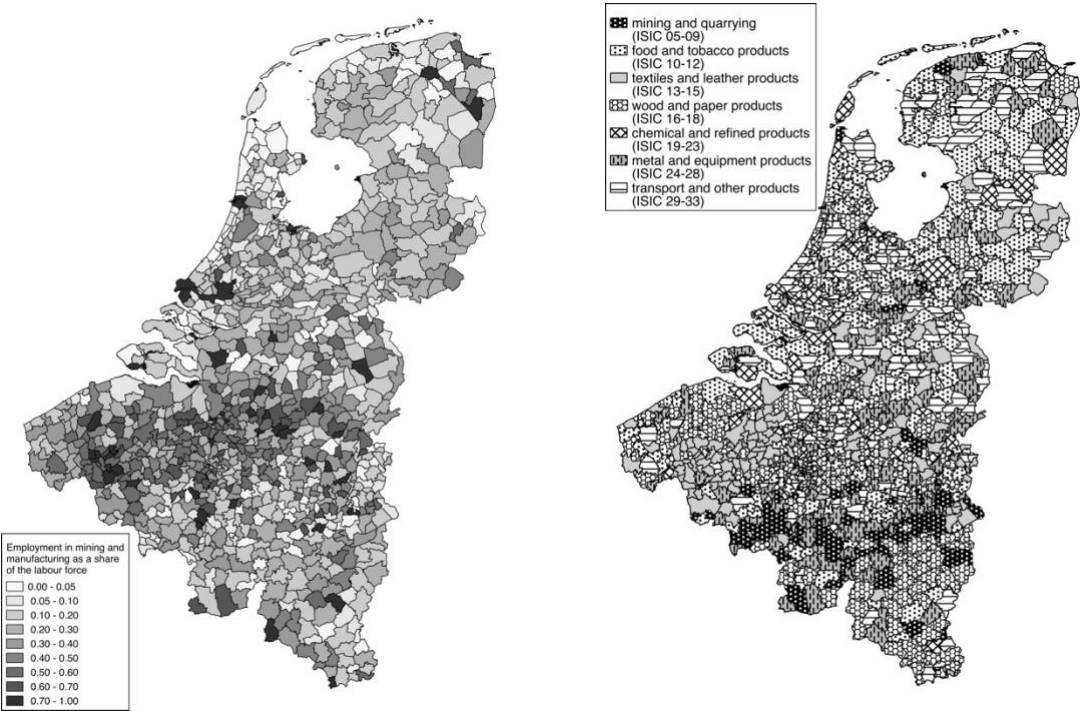 Employment in mining and
manufacturing as a share
of the labour force
0.00 - 0.05
0.05 - 0.10
0.10 - 0.20
0.20 - 0.30
0.30 - 0.40
0.40 - 0.50
0.50 - 0.60
0.60 - 0.70
0.70 - 1.00
mining and quarrying
(ISIC 05-09)
food and tobacco products
(ISIC 10-12)
textiles and leather products
(ISIC 13-15)
wood and paper products
(ISIC 16-18)
chemical and refined products
(ISIC 19-23)
metal and equipment products
(ISIC 24-28)
transport and other products
(ISIC 29-33)